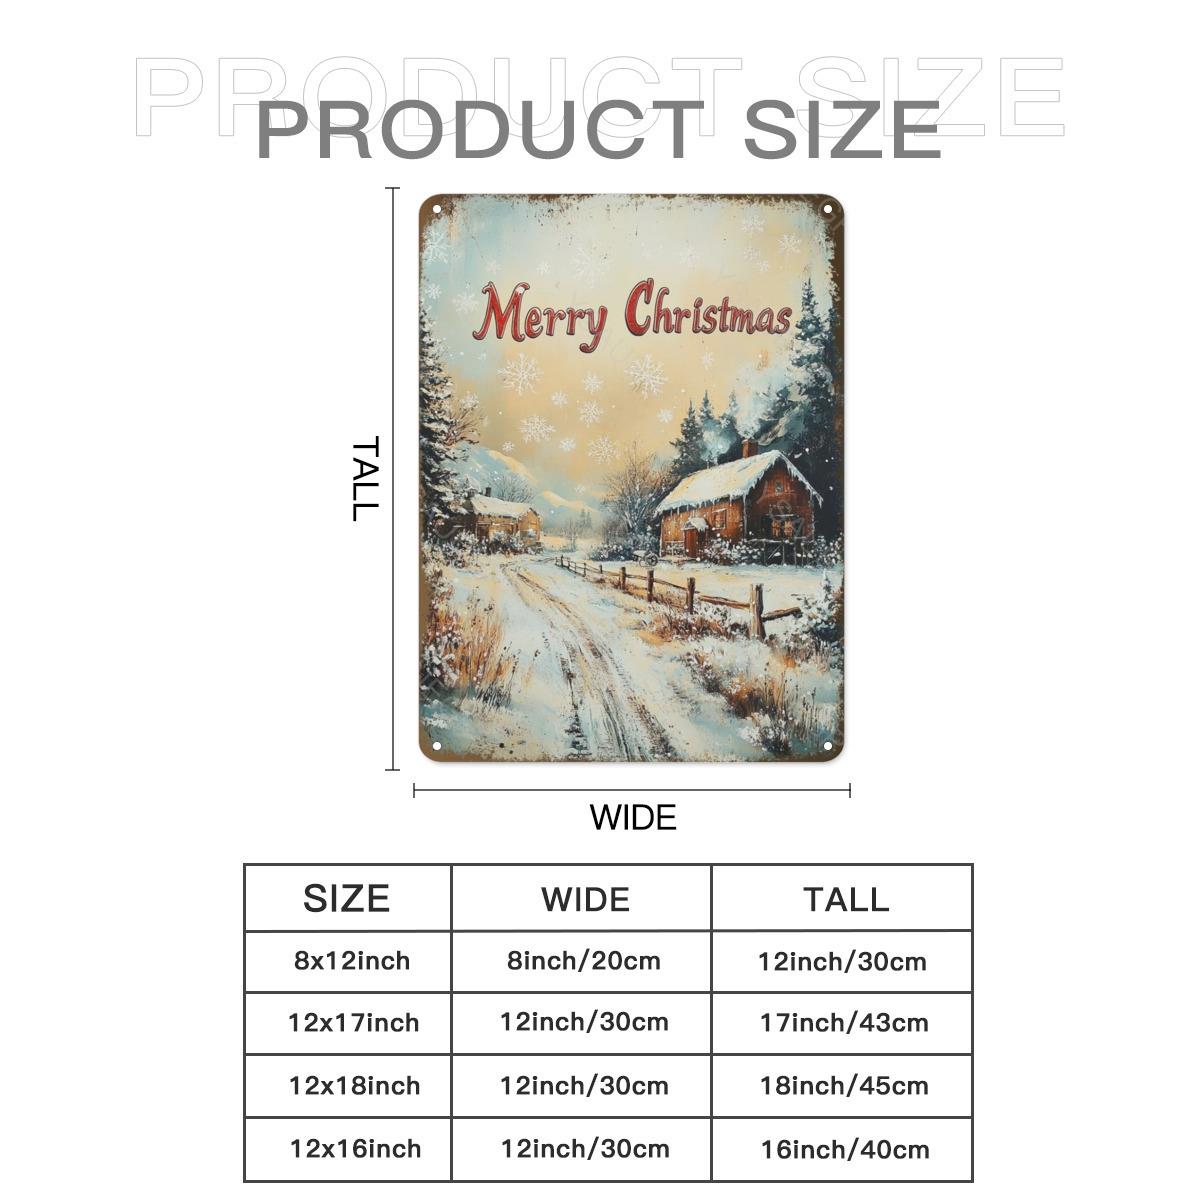 PRODUCT SIZE
PRODUCT SIZE
Merry Christmas
TALL
WIDE
SIZE WIDE TALL
8x12inch 8inch/20cm 12inch/30cm
12x17inch 12inch/30cm 17inch/43cm
12x18inch 12inch/30cm 18inch/45cm
12x16inch 12inch/30cm 16inch/40cm